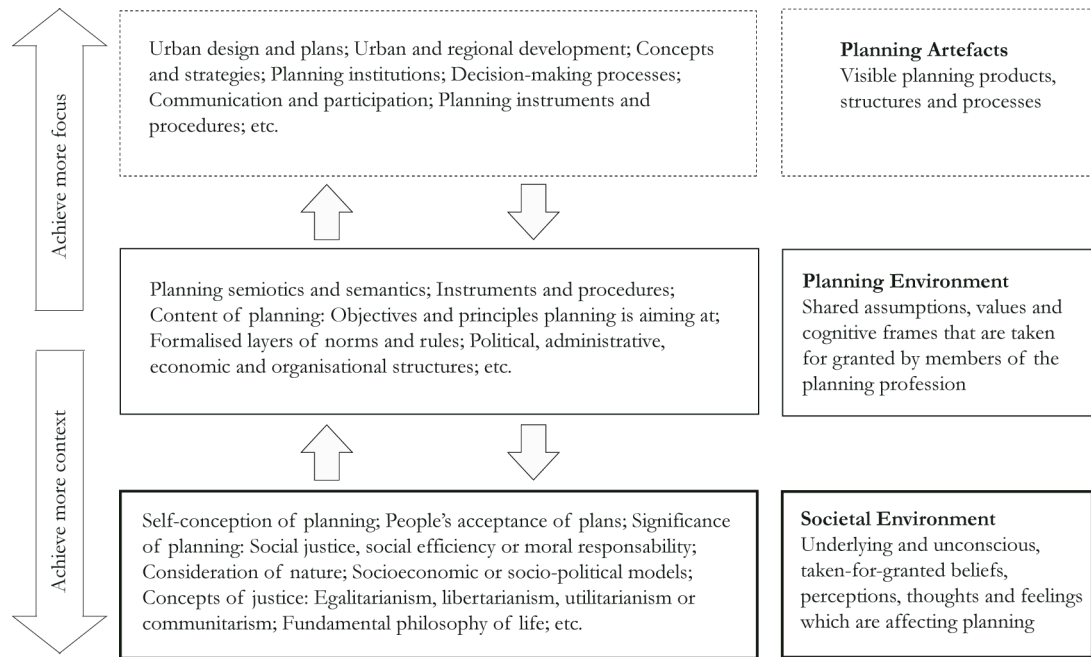 Achieve more focus
Urban design and plans; Urban and regional development; Concepts
and strategies; Planning institutions; Decision-making processes;
Communication and participation; Planning instruments and
procedures; etc.
Planning Artefacts
Visible planning products,
structures and processes
Planning semiotics and semantics; Instruments and procedures;
Content of planning: Objectives and principles planning is aiming at;
Formalised layers of norms and rules; Political, administrative,
economic and organisational structures; etc.
Planning Environment
Shared assumptions, values and
cognitive frames that are taken
for granted by members of the
planning profession
Achieve more context
Self-conception of planning; People's acceptance of plans; Significance
of planning: Social justice, social efficiency or moral responsability;
Consideration of nature; Socioeconomic or socio-political models;
Concepts of justice: Egalitarianism, libertarianism, utilitarianism or
communitarism; Fundamental philosophy of life; etc.
Societal Environment
Underlying and unconscious,
taken-for-granted beliefs,
perceptions, thoughts and feelings
which are affecting planning